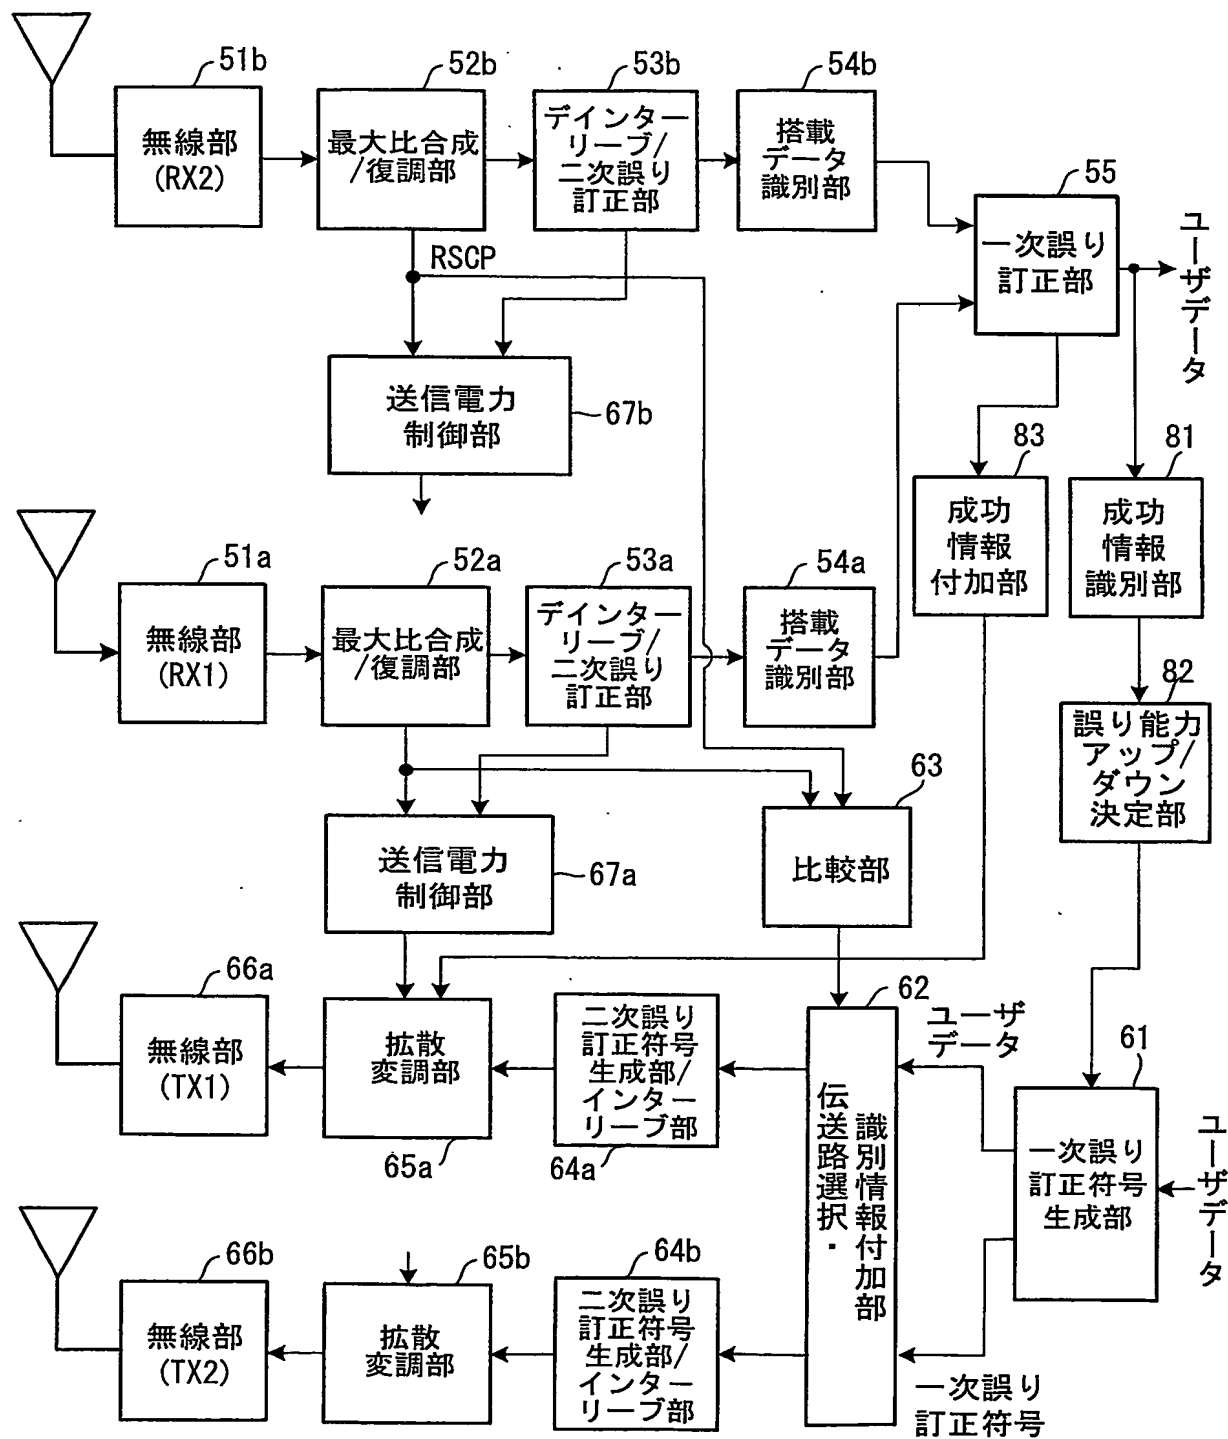 51b
無線部
(RX2)
52b
最大比合成
/復調部
53b
デインター
リーブ/
二次誤り
訂正部
54b
搭載
データ
識別部
55
一次誤り
訂正部
ユーザデータ
RSCP
送信電力
制御部
67b
83
成功
情報
付加部
81
成功
情報
識別部
51a
無線部
(RX1)
52a
最大比合成
/復調部
53a
デインター
リーブ/
二次誤り
訂正部
54a
搭載
データ
識別部
82
誤り能力
アップ/
ダウン
決定部
送信電力
制御部
67a
63
比較部
66a
無線部
(TX1)
拡散
変調部
65a
二次誤り
訂正符号
生成部/
インター
リーブ部
64a
62
伝送路選択・
識別情報付加部
ユーザ
データ
61
一次誤り
訂正符号
生成部
ユーザデータ
66b
無線部
(TX2)
65b
拡散
変調部
64b
二次誤り
訂正符号
生成部/
インター
リーブ部
一次誤り
訂正符号